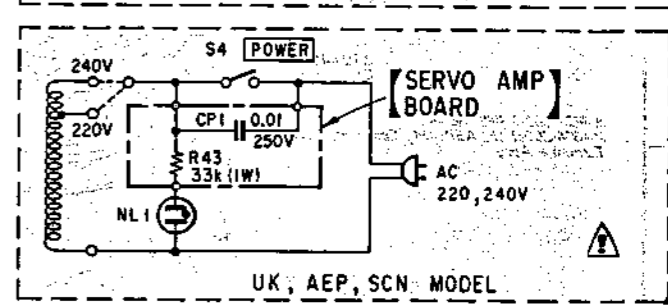 S4 POWER
240V
220V
CP1 0.01
250V
R43
33k (1W)
NL1
【SERVO AMP
BOARD】
AC
220,240V
UK, AEP, SCN MODEL